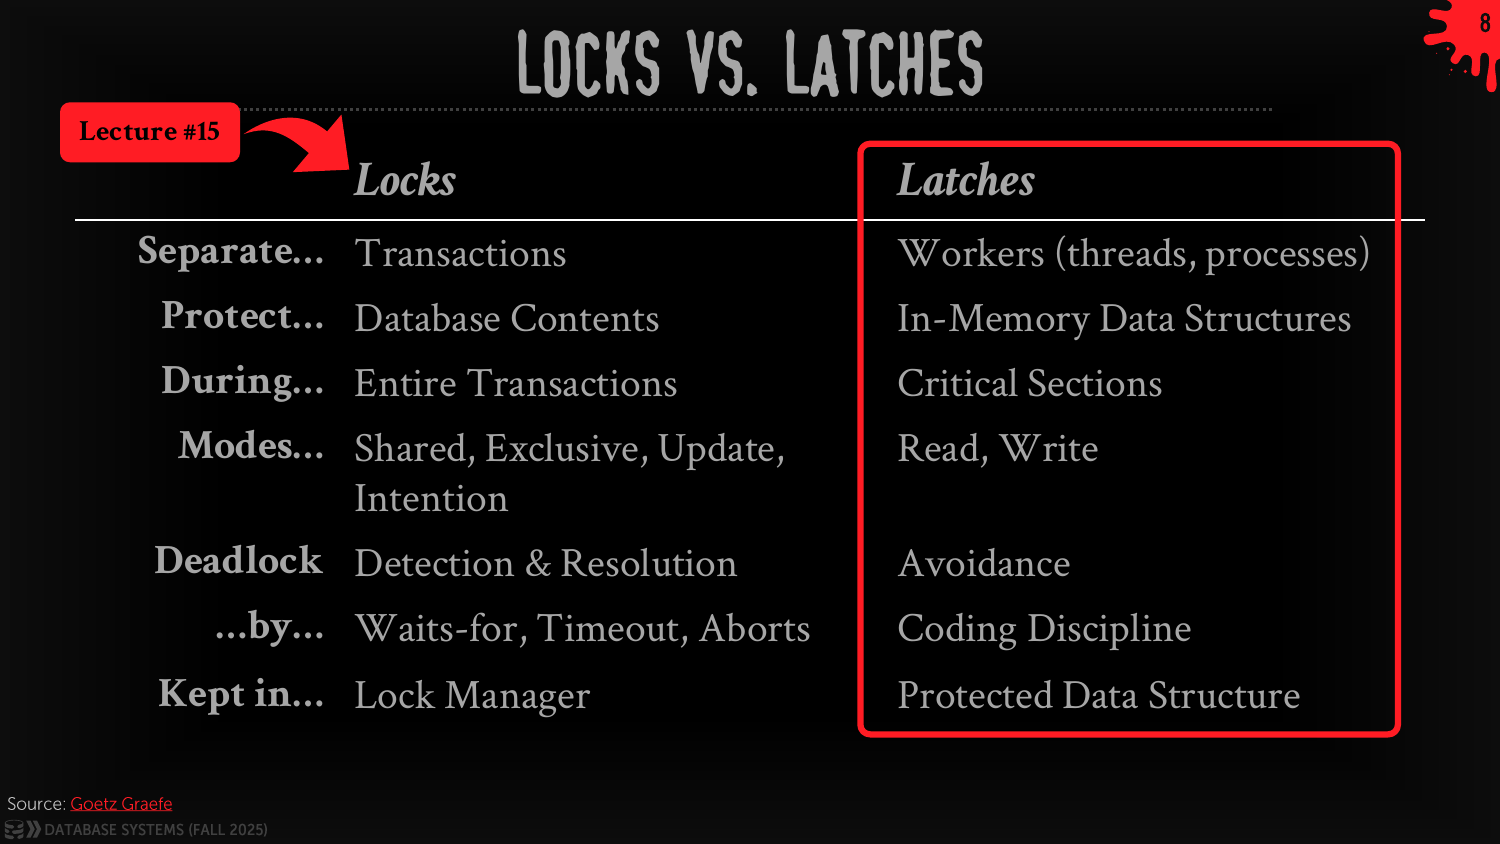 8
LOCKS VS. LATCHES
Lecture #15
Locks Latches
Separate... Transactions Workers (threads, processes)
Protect... Database Contents In-Memory Data Structures
During... Entire Transactions Critical Sections
Modes... Shared, Exclusive, Update, Read, Write
Intention
Deadlock Detection & Resolution Avoidance
...by... Waits-for, Timeout, Aborts Coding Discipline
Kept in... Lock Manager Protected Data Structure
Source: Goetz Graefe
DATABASE SYSTEMS (FALL 2025)